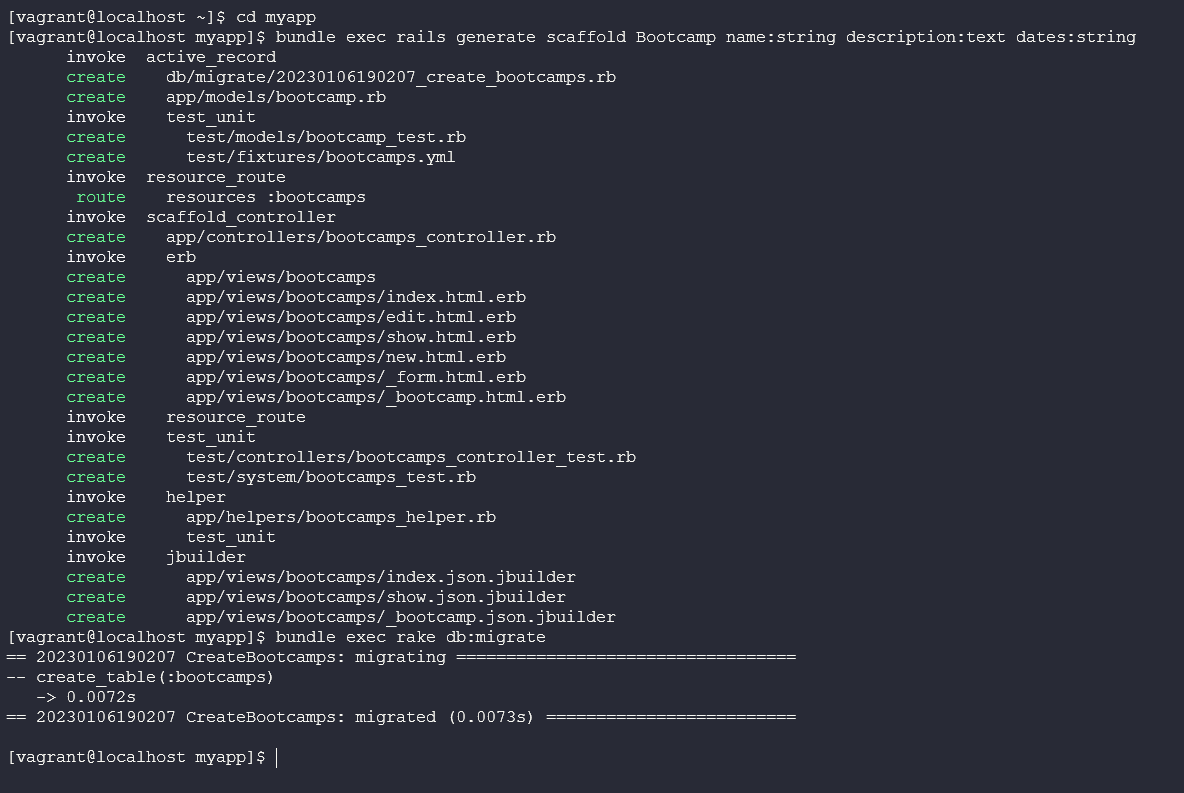 [vagrant@localhost ~]$ cd myapp
[vagrant@localhost myapp]$ bundle exec rails generate scaffold Bootcamp name:string description:text dates:string
      invoke  active_record
      create    db/migrate/20230106190207_create_bootcamps.rb
      create    app/models/bootcamp.rb
      invoke    test_unit
      create      test/models/bootcamp_test.rb
      create      test/fixtures/bootcamps.yml
      invoke  resource_route
       route    resources :bootcamps
      invoke  scaffold_controller
      create    app/controllers/bootcamps_controller.rb
      invoke    erb
      create      app/views/bootcamps
      create      app/views/bootcamps/index.html.erb
      create      app/views/bootcamps/edit.html.erb
      create      app/views/bootcamps/show.html.erb
      create      app/views/bootcamps/new.html.erb
      create      app/views/bootcamps/_form.html.erb
      create      app/views/bootcamps/_bootcamp.html.erb
      invoke    resource_route
      invoke    test_unit
      create      test/controllers/bootcamps_controller_test.rb
      create      test/system/bootcamps_test.rb
      invoke    helper
      create      app/helpers/bootcamps_helper.rb
      invoke      test_unit
      invoke    jbuilder
      create      app/views/bootcamps/index.json.jbuilder
      create      app/views/bootcamps/show.json.jbuilder
      create      app/views/bootcamps/_bootcamp.json.jbuilder
[vagrant@localhost myapp]$ bundle exec rake db:migrate
== 20230106190207 CreateBootcamps: migrating ==================================
-- create_table(:bootcamps)
   -> 0.0072s
== 20230106190207 CreateBootcamps: migrated (0.0073s) =========================
[vagrant@localhost myapp]$